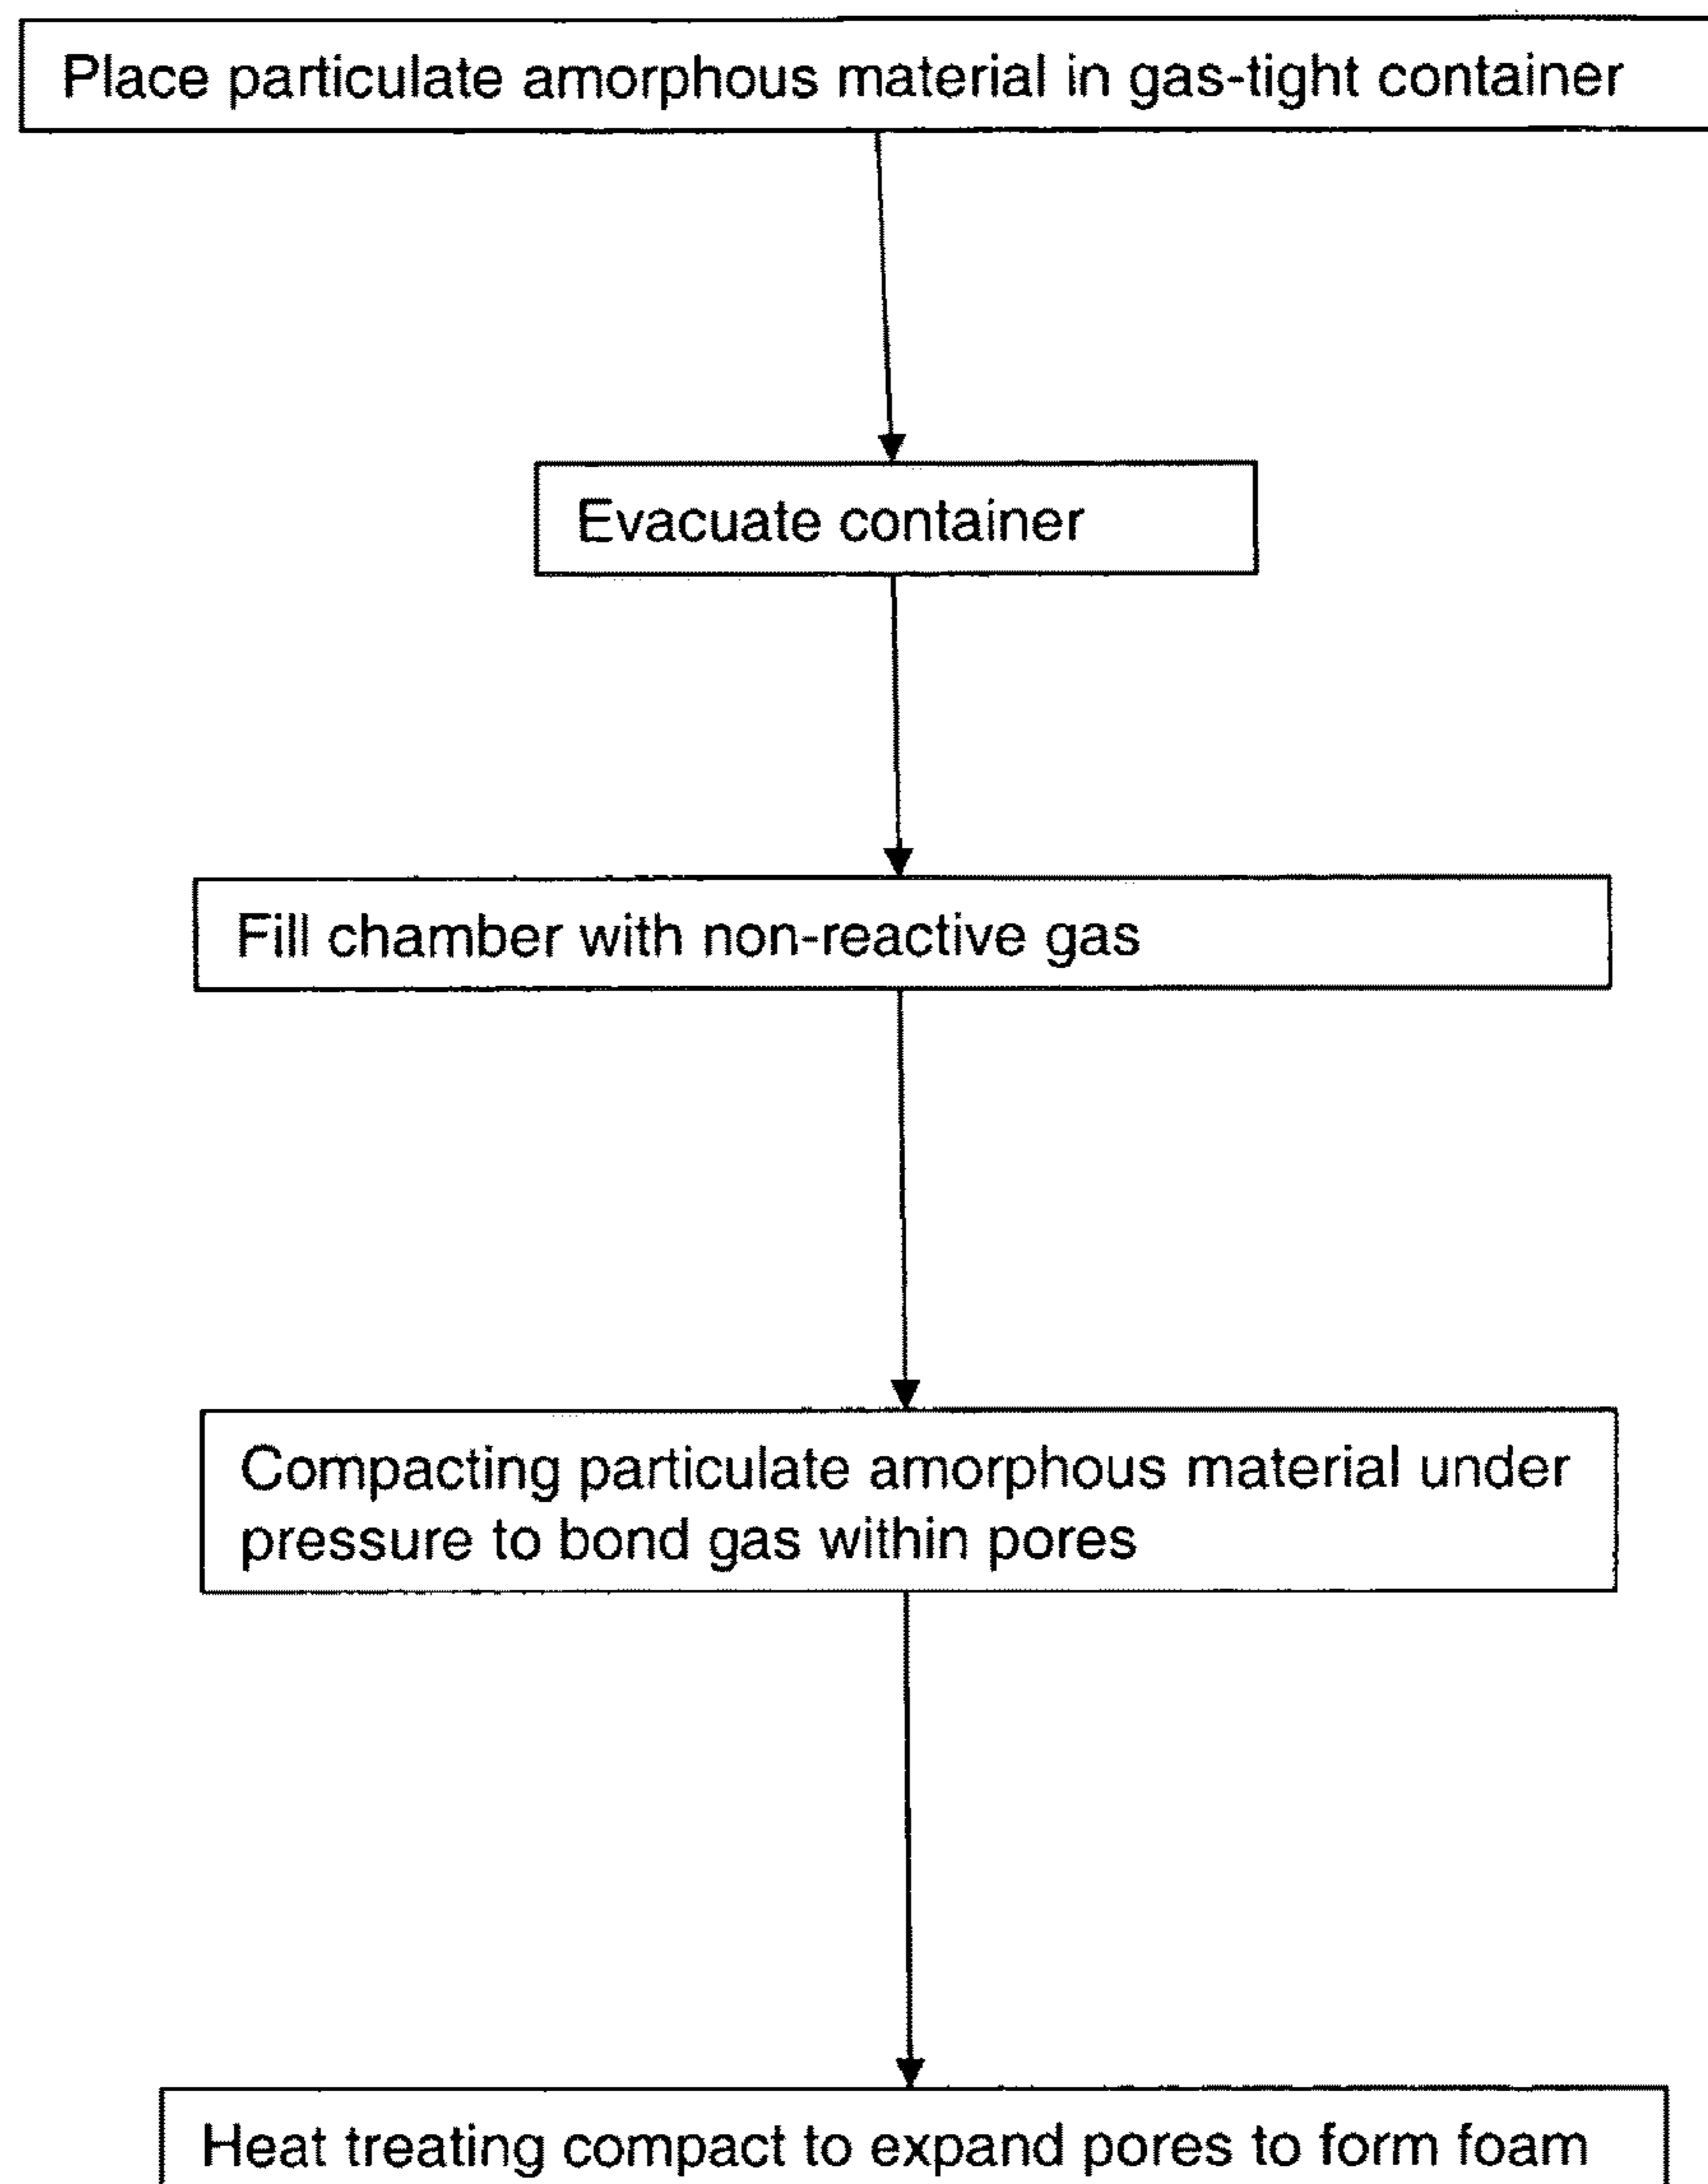 Place particulate amorphous material in gas-tight container
Evacuate container
Fill chamber with non-reactive gas
Compacting particulate amorphous material under
pressure to bond gas within pores
Heat treating compact to expand pores to form foam